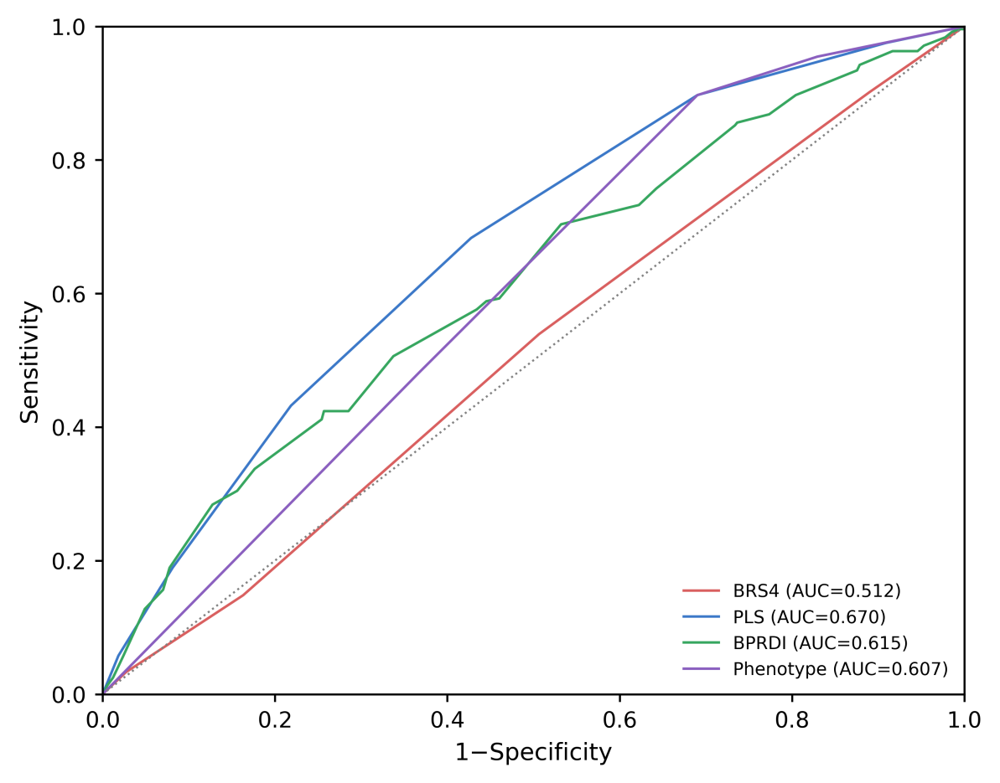 1.0
0.8
0.6
0.4
0.2
0.0
Sensitivity
0.0 0.2 0.4 0.6 0.8 1.0
1−Specificity
BRS4 (AUC=0.512)
PLS (AUC=0.670)
BPRDI (AUC=0.615)
Phenotype (AUC=0.607)